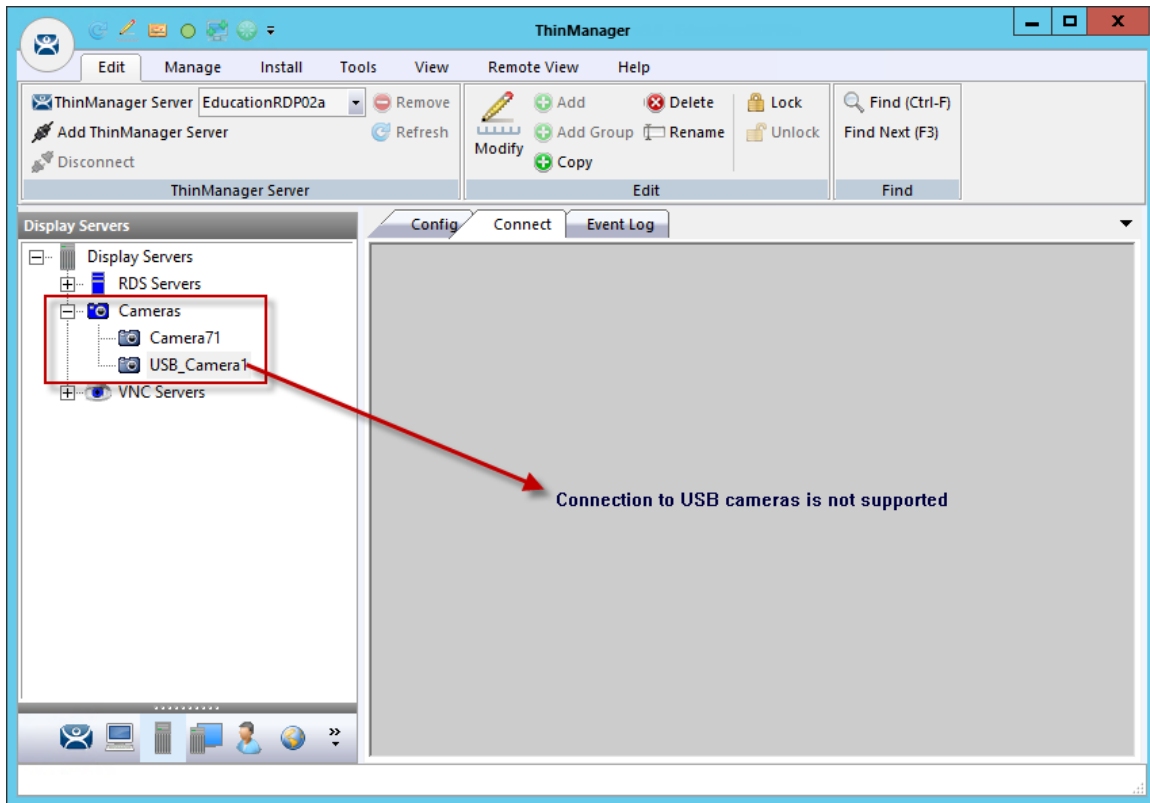 ThinManager
Edit Manage Install Tools View Remote View Help
ThinManager Server EducationRDP02a Remove
Add ThinManager Server Refresh
Disconnect
ThinManager Server
Modify
Add Delete Lock
Add Group Rename Unlock
Copy
Edit
Find (Ctrl-F)
Find Next (F3)
Find
Display Servers
Display Servers
RDS Servers
Cameras
Camera71
USB_Camera1
VNC Servers
Config Connect Event Log
Connection to USB cameras is not supported